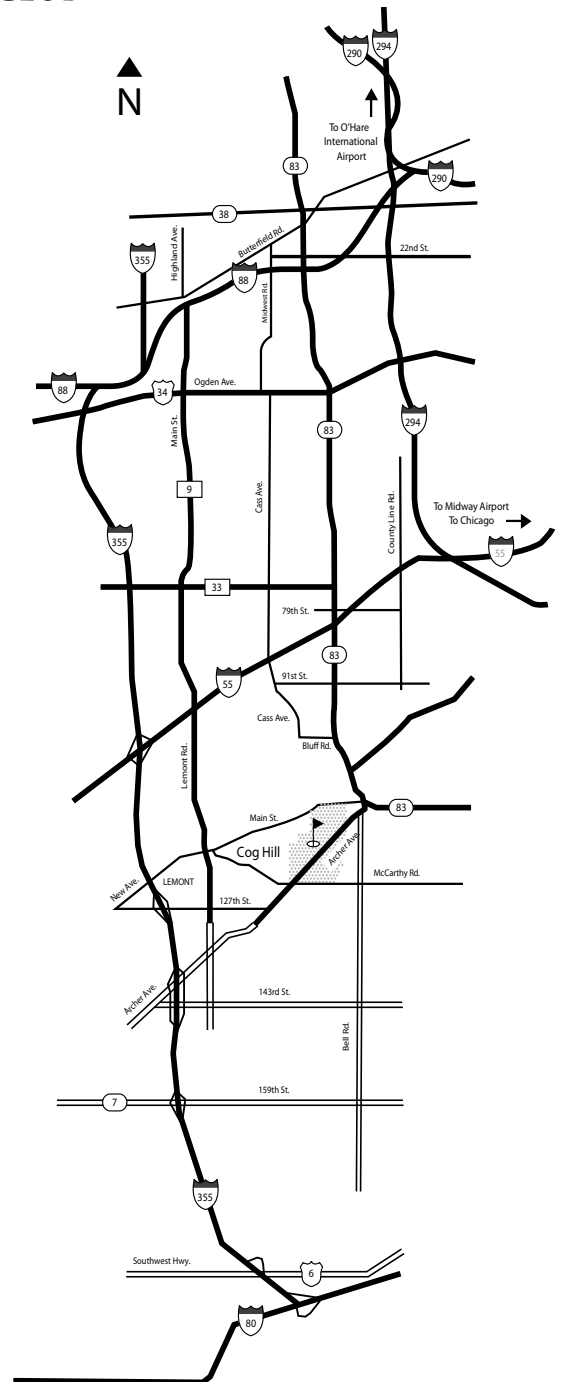 294
290
N
To O'Hare
International
Airport
83
290
38
Highland Ave.
Butterfield Rd.
22nd St.
355
88
Midwest Rd.
88
34
Ogden Ave.
294
Main St.
83
9
Cass Ave.
County Line Rd.
To Midway Airport
To Chicago
355
55
33
79th St.
83
55
91st St.
Cass Ave.
Bluff Rd.
Lemont Rd.
83
Main St.
Cog Hill
Archer Ave.
McCarthy Rd.
LEMONT
New Ave.
127th St.
Archer Ave.
143rd St.
Bell Rd.
159th St.
7
355
Southwest Hwy.
6
80